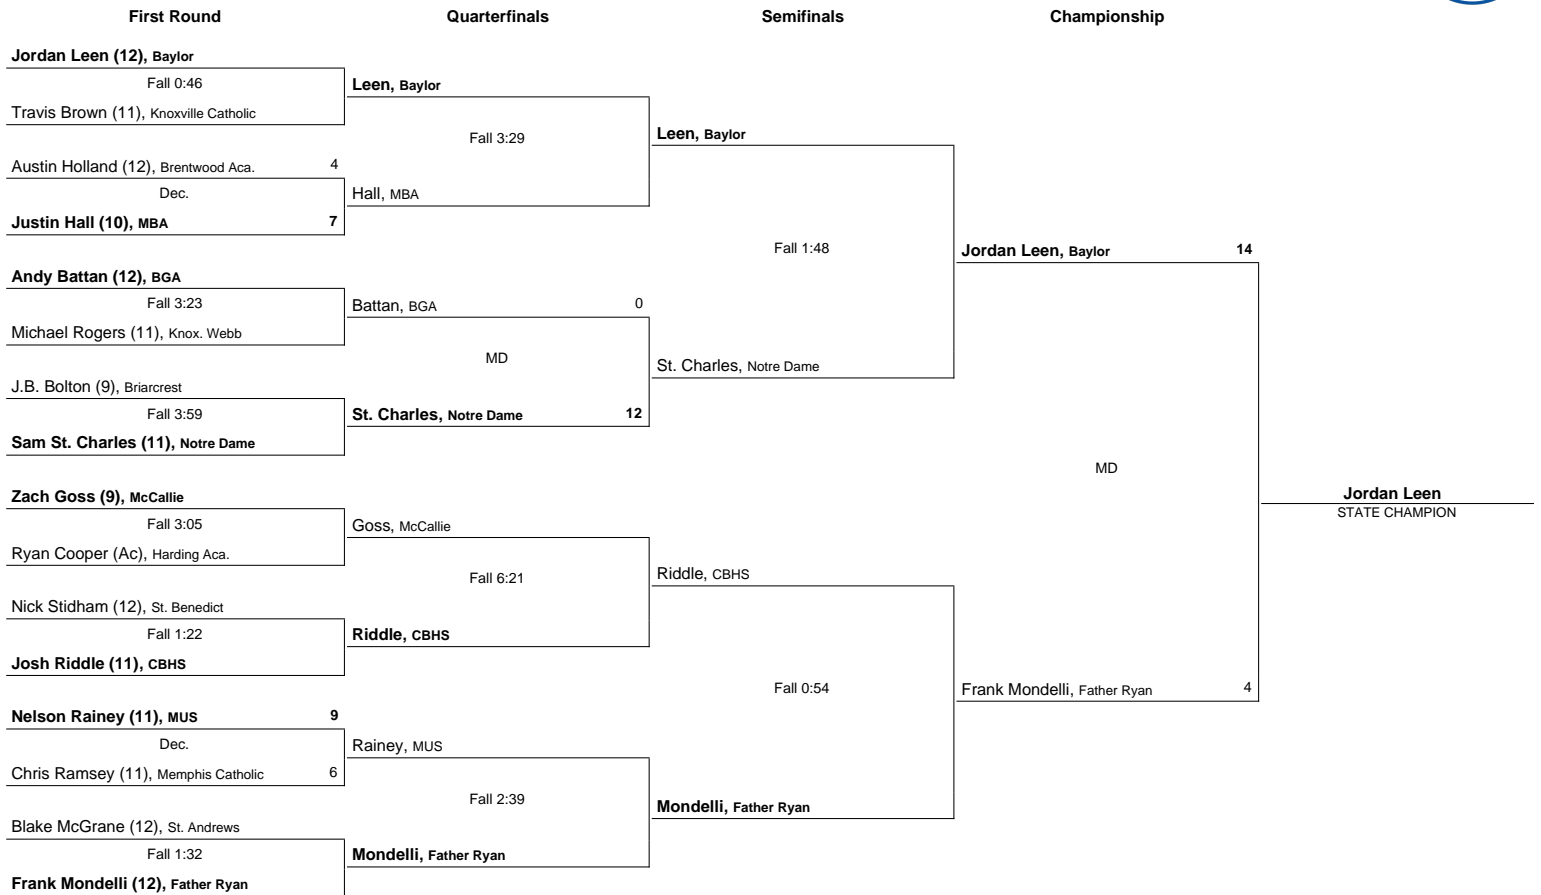 First Round Quarterfinals Semifinals Championship
Jordan Leen (12), Baylor
Fall 0:46
Travis Brown (11), Knoxville Catholic
Austin Holland (12), Brentwood Aca. 4
Dec.
Justin Hall (10), MBA 7
Andy Battan (12), BGA
Fall 3:23
Michael Rogers (11), Knox. Webb
J.B. Bolton (9), Briarcrest
Fall 3:59
Sam St. Charles (11), Notre Dame
Zach Goss (9), McCallie
Fall 3:05
Ryan Cooper (Ac), Harding Aca.
Nick Stidham (12), St. Benedict
Fall 1:22
Josh Riddle (11), CBHS
Nelson Rainey (11), MUS 9
Dec.
Chris Ramsey (11), Memphis Catholic 6
Blake McGrane (12), St. Andrews
Fall 1:32
Frank Mondelli (12), Father Ryan
Leen, Baylor
Fall 3:29
Hall, MBA
Battan, BGA 0
MD
St. Charles, Notre Dame 12
Goss, McCallie
Fall 6:21
Riddle, CBHS
Rainey, MUS
Fall 2:39
Mondelli, Father Ryan
Leen, Baylor
Fall 1:48
St. Charles, Notre Dame
Riddle, CBHS
Fall 0:54
Mondelli, Father Ryan
Jordan Leen, Baylor 14
MD
Frank Mondelli, Father Ryan 4
Jordan Leen
STATE CHAMPION